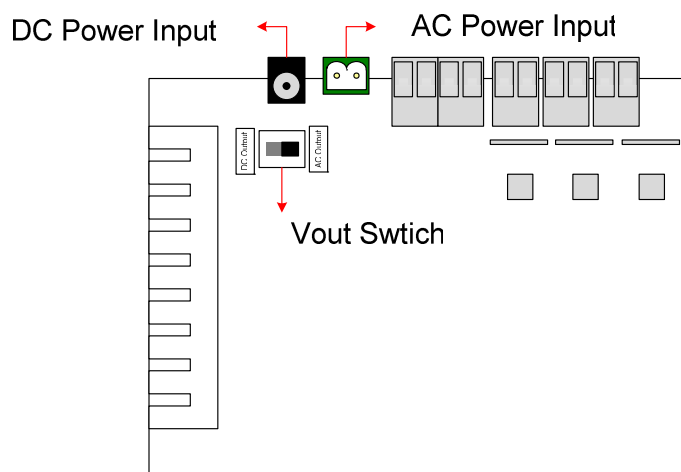 DC Power Input
AC Power Input
DC Output
AC Output
Vout Swtich